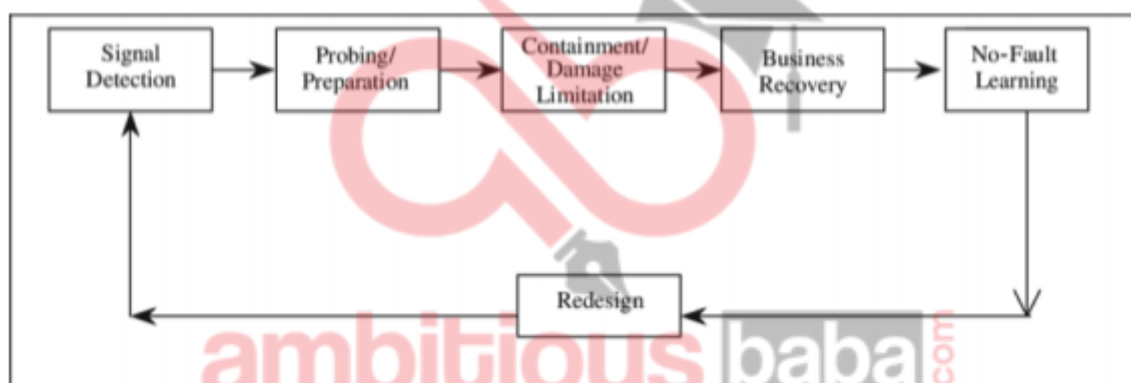 Signal
Detection
Probing/
Preparation
Containment/
Damage
Limitation
Business
Recovery
No-Fault
Learning
Redesign
ambitious baba .com